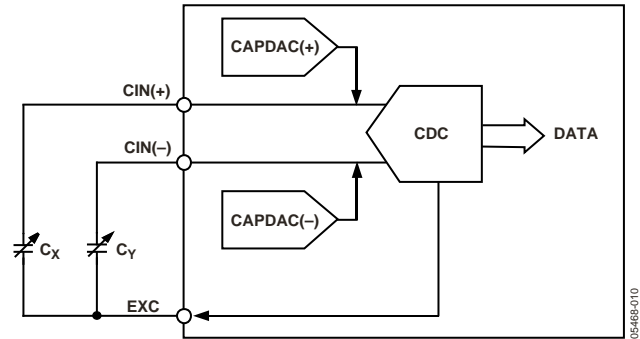 CAPDAC(+)
CIN(+)
CDC
DATA
CIN(–)
CAPDAC(–)
CX
CY
EXC
05468-010